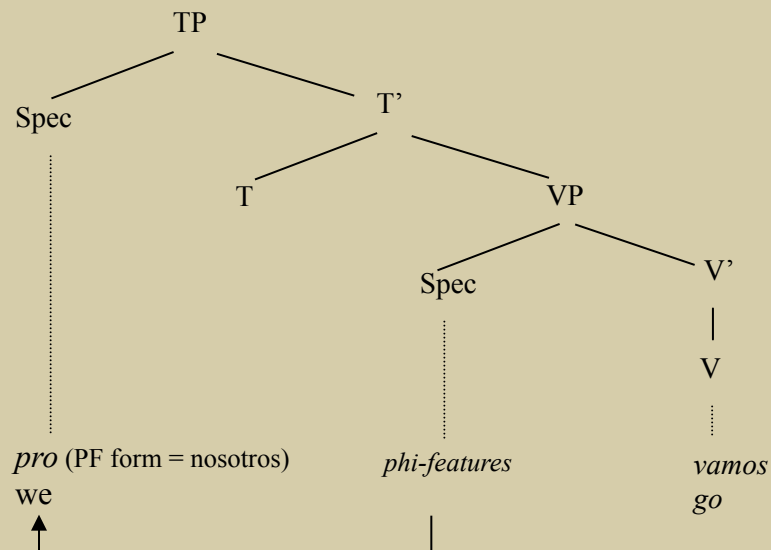 TP
Spec
T’
T
VP
Spec
V’
V
pro (PF form = nosotros)
phi-features
vamos
we
go